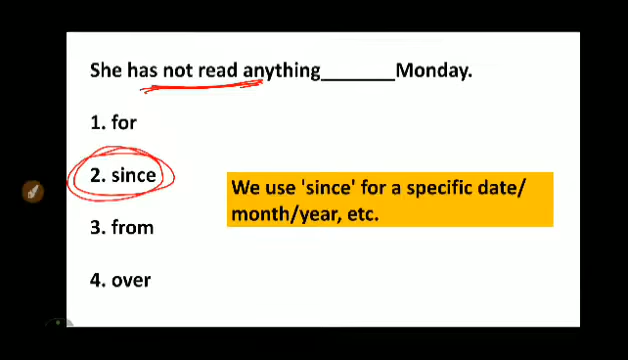 She has not read anything_______Monday.
1. for
2. since
We use 'since' for a specific date/
month/year, etc.
3. from
4. over